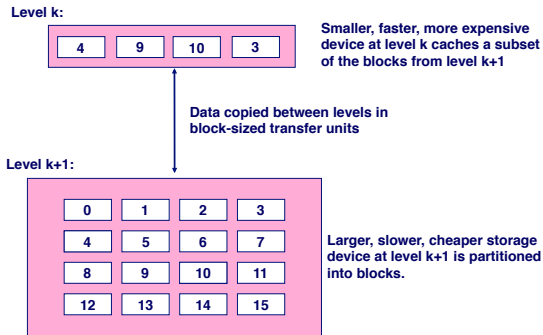 Level k:
4 9 10 3
Smaller, faster, more expensive
device at level k caches a subset
of the blocks from level k+1
Data copied between levels in
block-sized transfer units
Level k+1:
0 1 2 3
4 5 6 7
8 9 10 11
12 13 14 15
Larger, slower, cheaper storage
device at level k+1 is partitioned
into blocks.